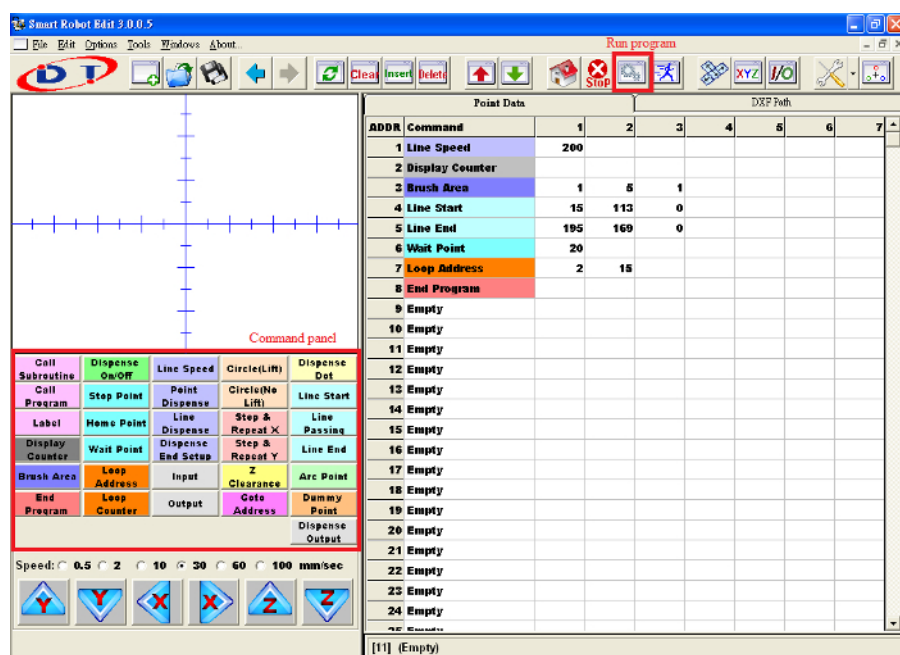 Smart Robot Edit 3.0.0.5
File Edit Options Tools Windows About...
Run program
DT
Clear Insert Delete STOP XYZ I/O
Point Data DXF Path
ADDR Command 1 2 3 4 5 6 7
1 Line Speed 200
2 Display Counter
3 Brush Area 1 5 1
4 Line Start 15 113 0
5 Line End 195 169 0
6 Wait Point 20
7 Loop Address 2 15
8 End Program
9 Empty
10 Empty
11 Empty
12 Empty
13 Empty
14 Empty
15 Empty
16 Empty
17 Empty
18 Empty
19 Empty
20 Empty
21 Empty
22 Empty
23 Empty
24 Empty
25 Empty
[11] (Empty)
Command panel
Call Subroutine Dispense On/Off Line Speed Circle(Lift) Dispense Dot
Call Program Stop Point Point Dispense Circle(No Lift) Line Start
Label Home Point Line Dispense Step & Repeat X Line Passing
Display Counter Wait Point Dispense End Setup Step & Repeat Y Line End
Brush Area Loop Address Input Z Clearance Arc Point
End Program Loop Counter Output Goto Address Dummy Point
Dispense Output
Speed: 0.5 2 10 30 60 100 mm/sec
Y Y X X Z Z